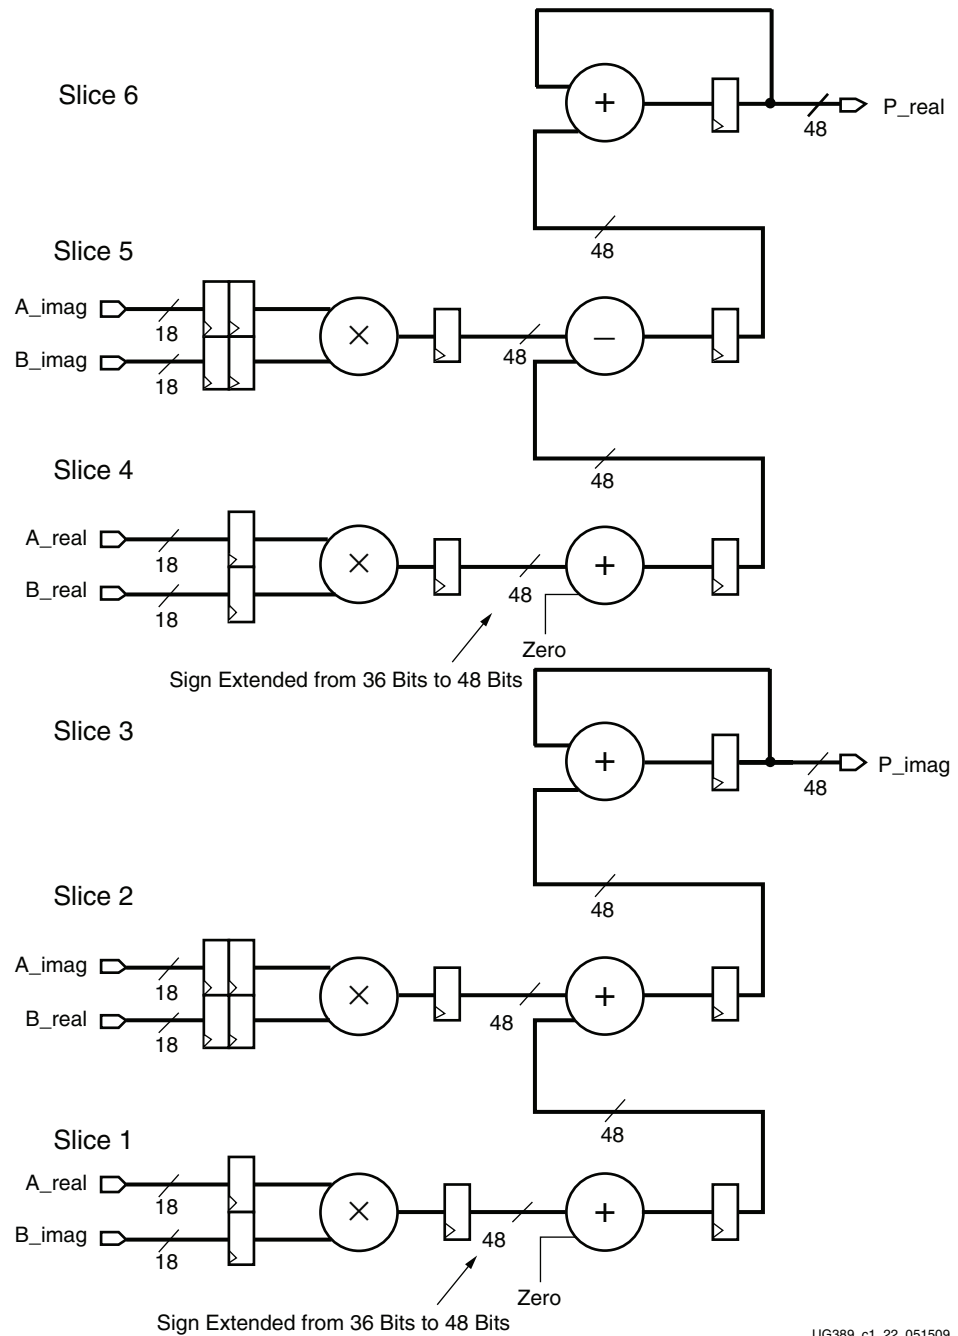 Slice 6
P_real
48
48
Slice 5
A_imag
18
B_imag
18
48
48
Slice 4
A_real
18
B_real
18
48
Zero
Sign Extended from 36 Bits to 48 Bits
Slice 3
P_imag
48
48
Slice 2
A_imag
18
B_real
18
48
48
Slice 1
A_real
18
B_imag
18
48
Zero
Sign Extended from 36 Bits to 48 Bits
UG389_c1_22_051509